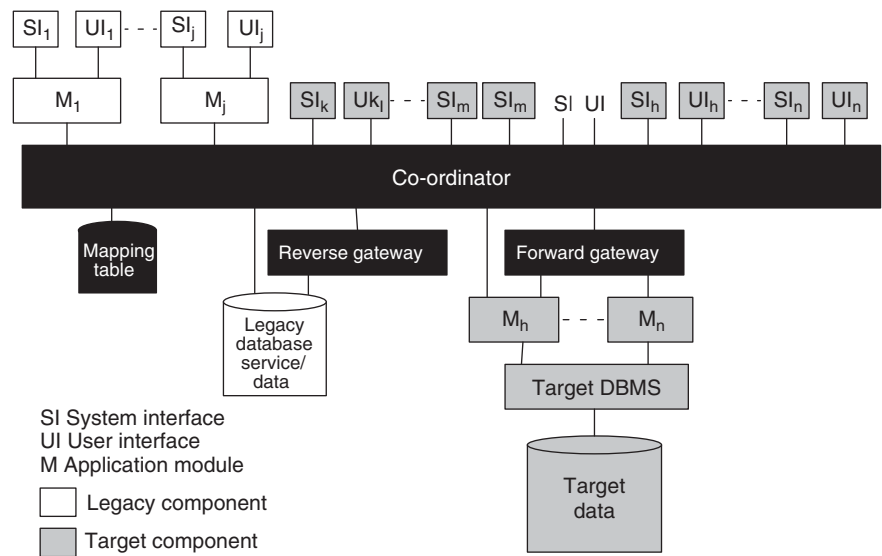 SI₁ UI₁ SIⱼ UIⱼ
M₁ Mⱼ
SIₖ Ukₗ SIₘ SIₘ SI UI SIₕ UIₕ SIₙ UIₙ
Co-ordinator
Mapping
table
Reverse gateway
Forward gateway
Legacy
database
service/
data
Mₕ Mₙ
Target DBMS
Target
data
SI System interface
UI User interface
M Application module
Legacy component
Target component